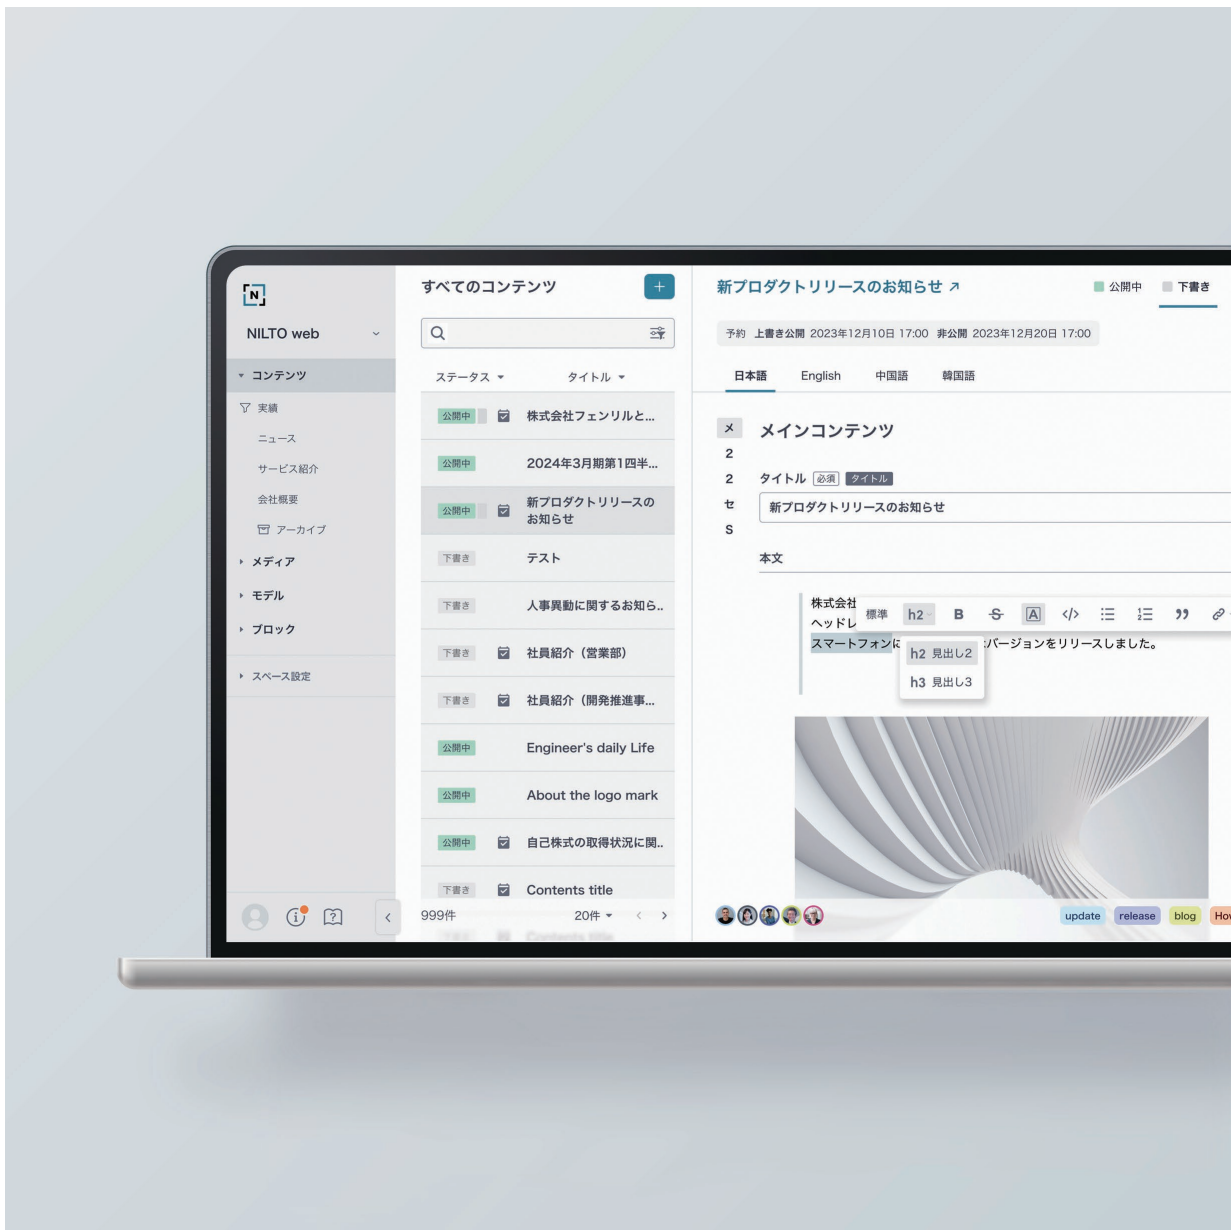 N
NILTO web
コンテンツ
実績
ニュース
サービス紹介
会社概要
アーカイブ
メディア
モデル
ブロック
スペース設定
すべてのコンテンツ
+
ステータス
タイトル
公開中 株式会社フェンリルと...
公開中 2024年3月期第1四半...
公開中 新プロダクトリリースの
お知らせ
下書き テスト
下書き 人事異動に関するお知ら..
下書き 社員紹介（営業部）
下書き 社員紹介（開発推進事...
公開中 Engineer's daily Life
公開中 About the logo mark
公開中 自己株式の取得状況に関..
下書き Contents title
999件 20件
下書き Contents title
新プロダクトリリースのお知らせ
公開中 下書き
予約 上書き公開 2023年12月10日 17:00 非公開 2023年12月20日 17:00
日本語 English 中国語 韓国語
メ
2
2
セ
S
メインコンテンツ
タイトル 必須 タイトル
新プロダクトリリースのお知らせ
本文
株式会社
標準 h2 B S A </>
ヘッドレ
スマートフォンに バージョンをリリースしました。
h2 見出し2
h3 見出し3
update release blog How